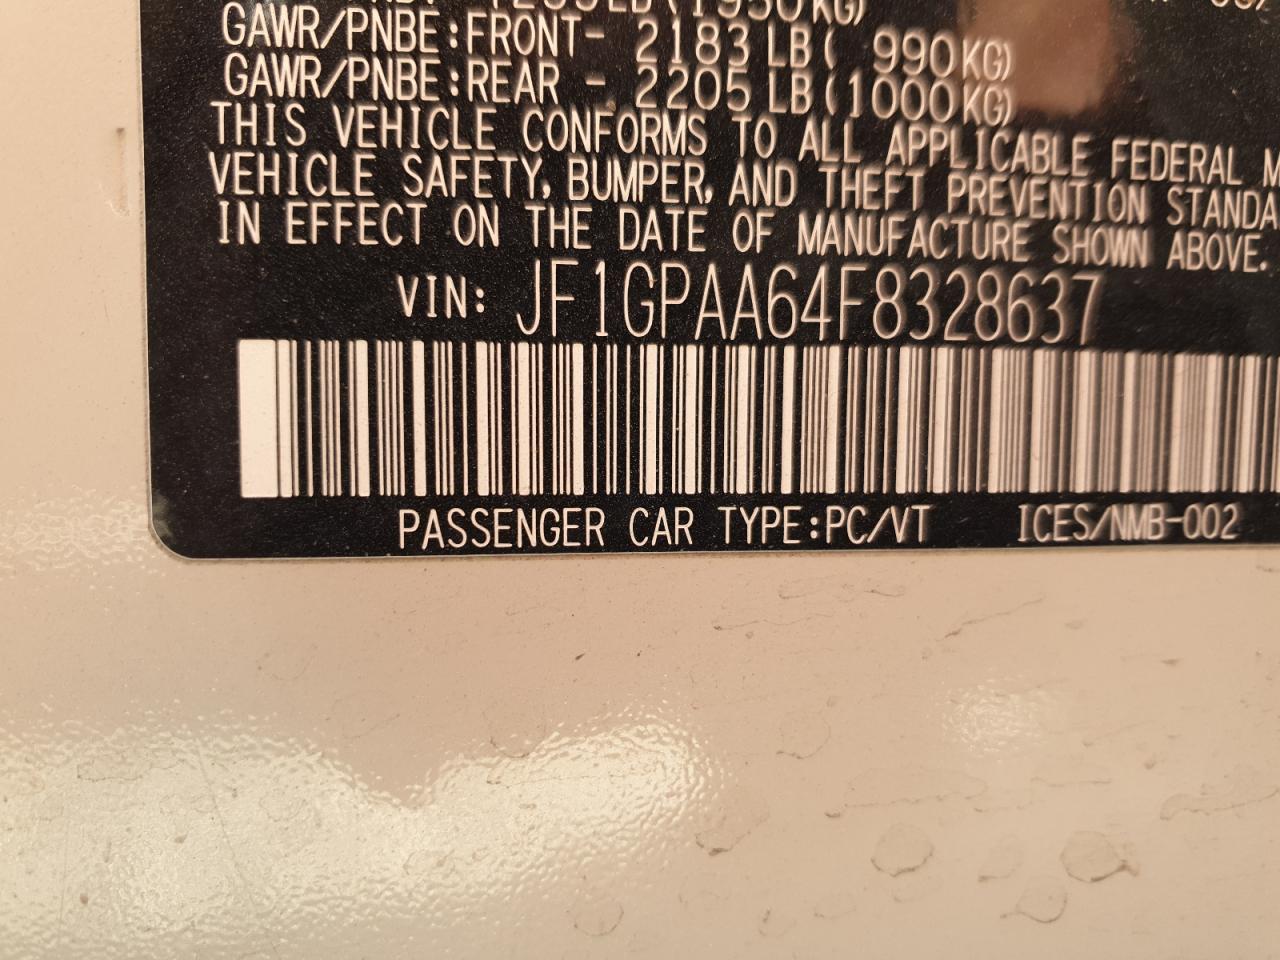 GAWR/PNBE:FRONT- 2183 LB( 990KG)
GAWR/PNBE:REAR - 2205 LB(1000KG)
THIS VEHICLE CONFORMS TO ALL APPLICABLE FEDERAL M
VEHICLE SAFETY, BUMPER, AND THEFT PREVENTION STANDA
IN EFFECT ON THE DATE OF MANUFACTURE SHOWN ABOVE.
VIN: JF1GPAA64F8328637
PASSENGER CAR TYPE:PC/VT ICES/NMB-002